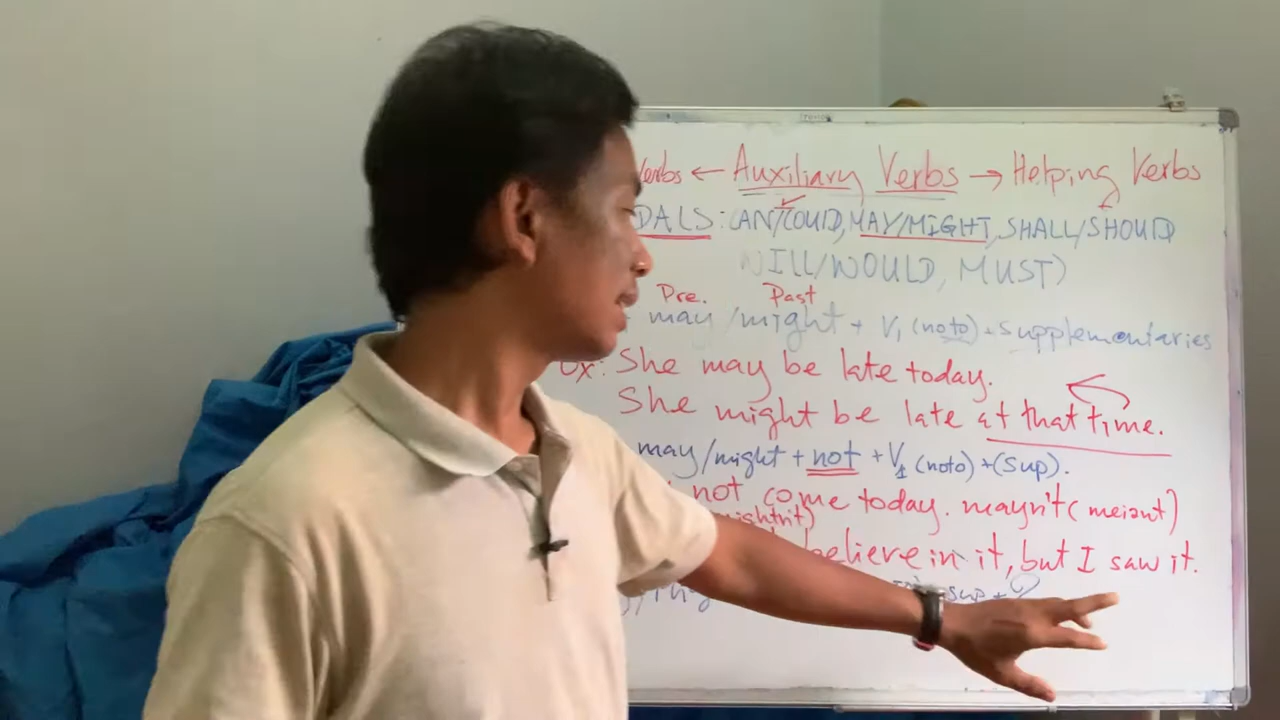 Verbs ← Auxiliary Verbs → Helping Verbs
DALS: CAN/COULD, MAY/MIGHT, SHALL/SHOULD
WILL/WOULD, MUST)
Pre. Past
may/might + V1 (no to) + Supplementaries
Ex: She may be late today.
She might be late at that time.
may/might + not + V1 (no to) + (Sup).
not come today. mayn't (meiənt)
believe in it, but I saw it.
sup + ?